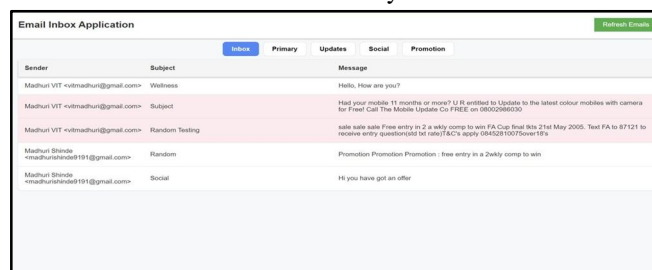 Email Inbox Application
Refresh Emails
Inbox Primary Updates Social Promotion
Sender Subject Message
Madhuri VIT <vitmadhuri@gmail.com> Wellness Hello, How are you?
Madhuri VIT <vitmadhuri@gmail.com> Subject Had your mobile 11 months or more? U R entitled to Update to the latest colour mobiles with camera
for Free! Call The Mobile Update Co FREE on 08002986030
Madhuri VIT <vitmadhuri@gmail.com> Random Testing sale sale sale Free entry in 2 a wkly comp to win FA Cup final tkts 21st May 2005. Text FA to 87121 to
receive entry question(std txt rate)T&C's apply 08452810075over18's
Madhuri Shinde
<madhurishinde9191@gmail.com> Random Promotion Promotion Promotion : free entry in a 2wkly comp to win
Madhuri Shinde
<madhurishinde9191@gmail.com> Social Hi you have got an offer